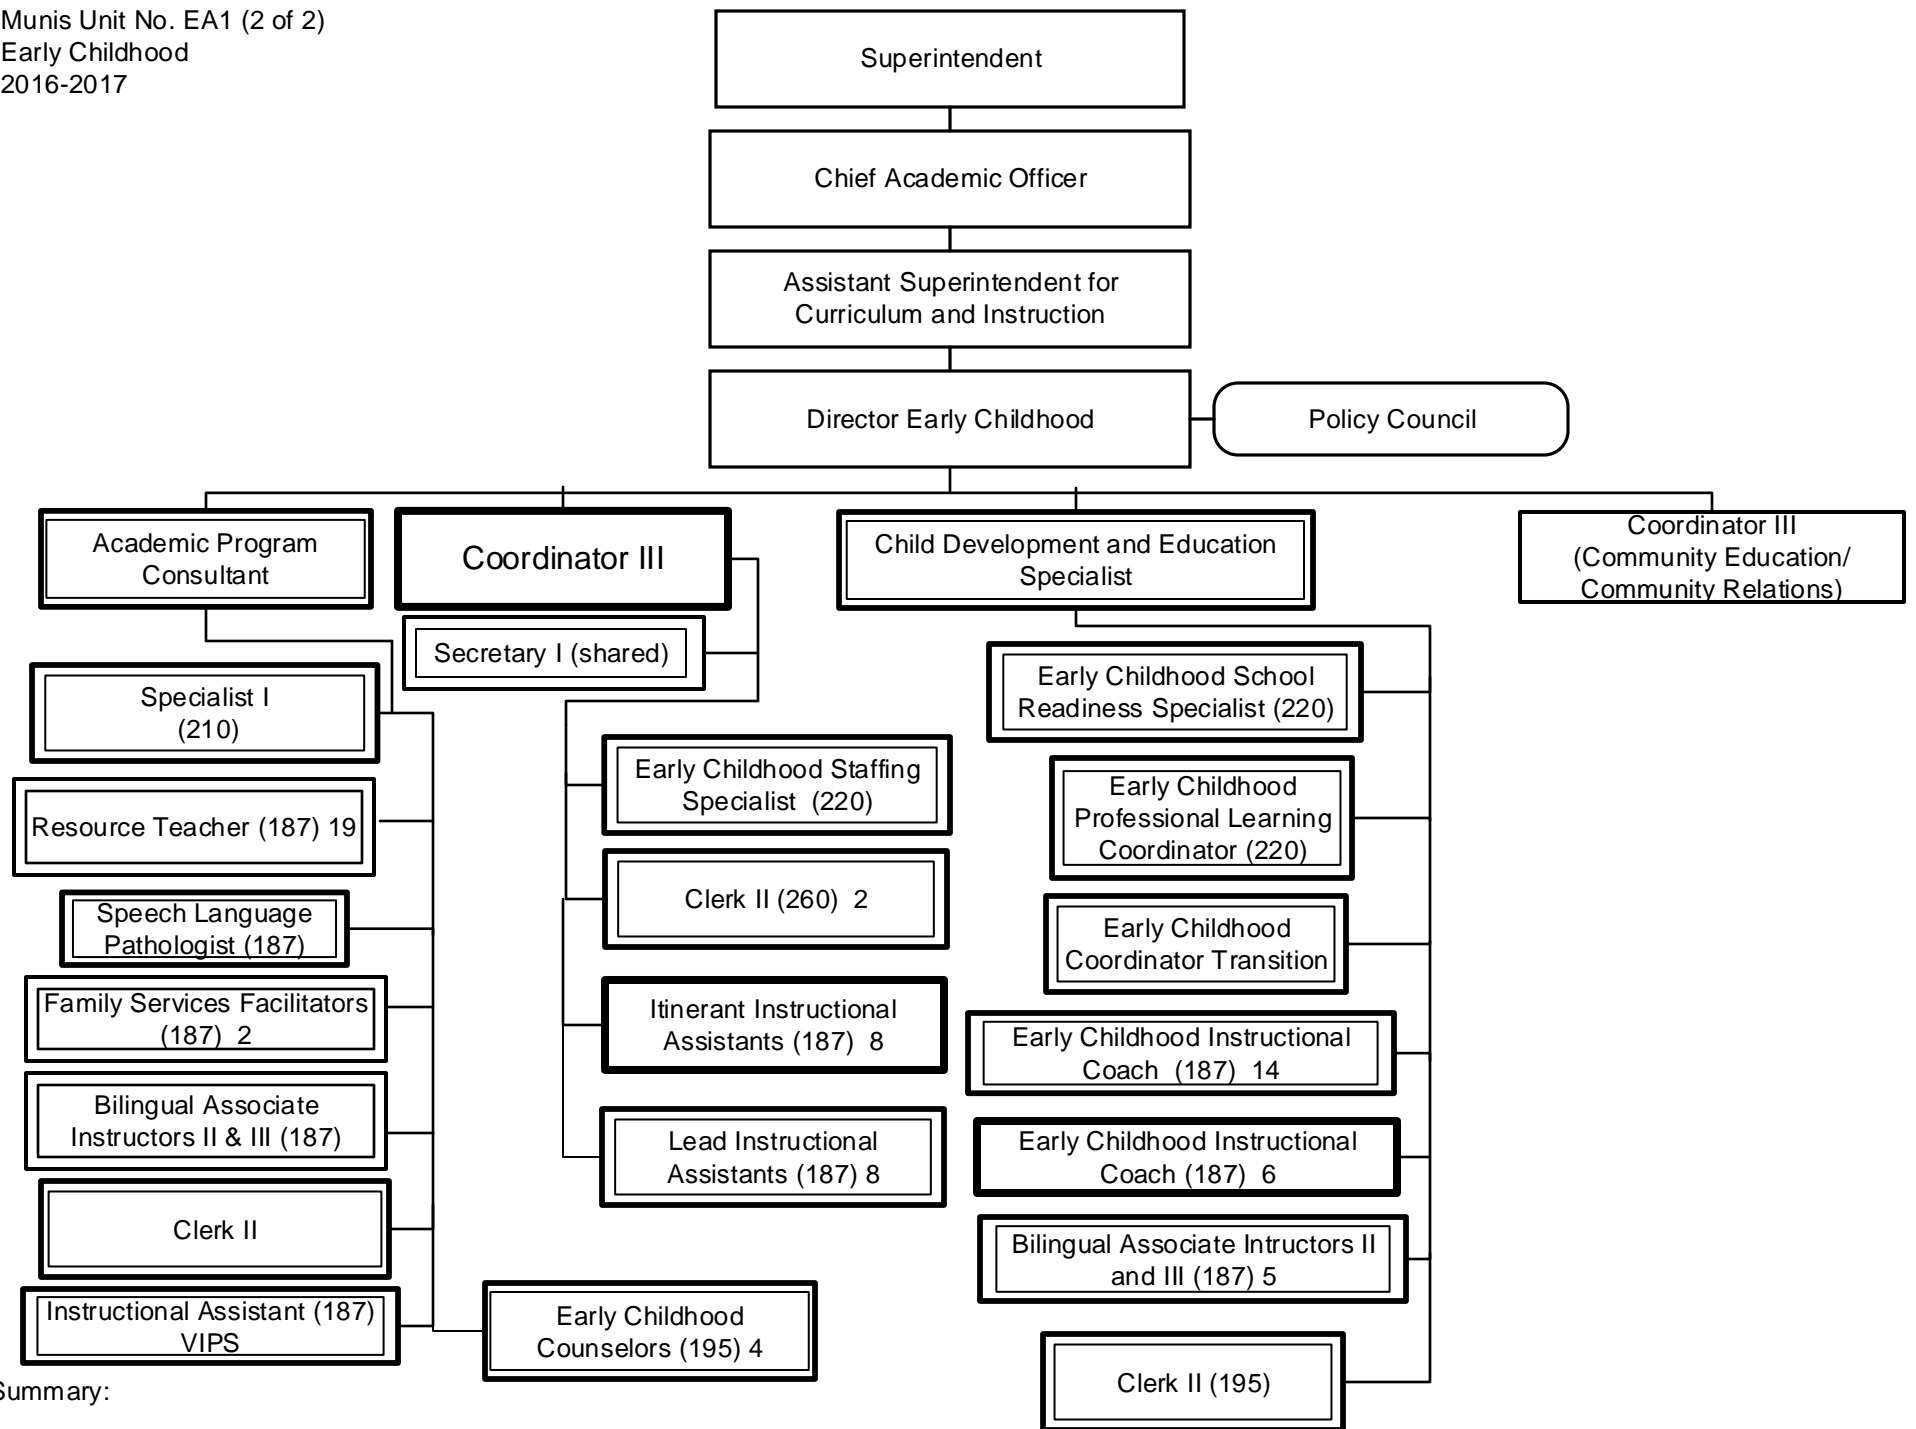 Munis Unit No. EA1 (2 of 2)
Early Childhood
2016-2017
Superintendent
Chief Academic Officer
Assistant Superintendent for
Curriculum and Instruction
Director Early Childhood
Policy Council
Academic Program
Consultant
Coordinator III
Child Development and Education
Specialist
Coordinator III
(Community Education/
Community Relations)
Secretary I (shared)
Specialist I
(210)
Resource Teacher (187) 19
Speech Language
Pathologist (187)
Family Services Facilitators
(187)  2
Bilingual Associate
Instructors II & III (187)
Clerk II
Instructional Assistant (187)
VIPS
Early Childhood
Counselors (195) 4
Early Childhood Staffing
Specialist  (220)
Clerk II (260)  2
Itinerant Instructional
Assistants (187)  8
Lead Instructional
Assistants (187) 8
Early Childhood School
Readiness Specialist (220)
Early Childhood
Professional Learning
Coordinator (220)
Early Childhood
Coordinator Transition
Early Childhood Instructional
Coach  (187)  14
Early Childhood Instructional
Coach (187)  6
Bilingual Associate Intructors II
and III (187) 5
Clerk II (195)
Summary: